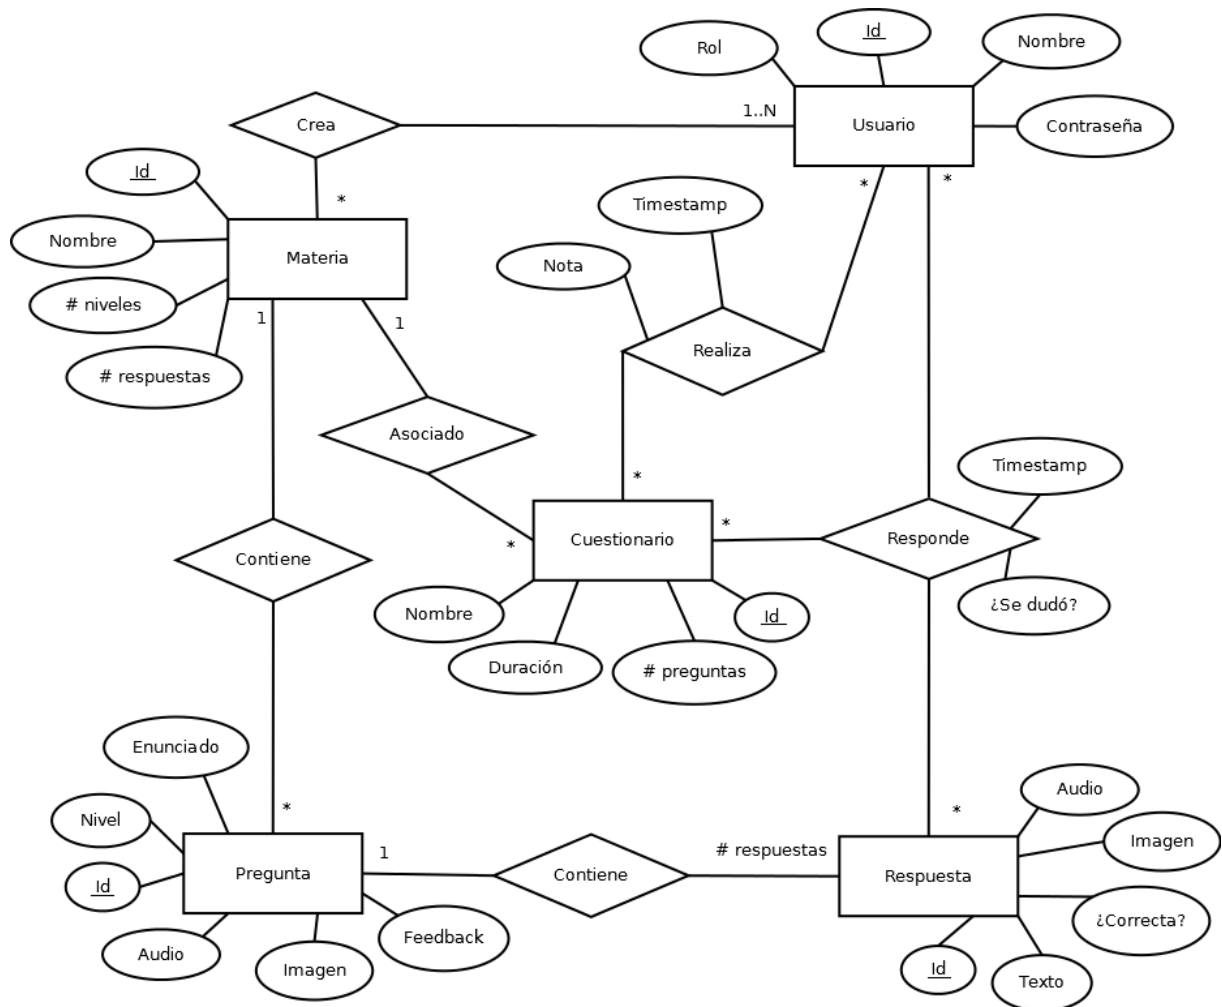 Rol
Id
Nombre
Crea
1..N
Usuario
Contraseña
Id
*
*
*
Nombre
Materia
Timestamp
Nota
# niveles
1
1
# respuestas
Realiza
Asociado
Timestamp
*
*
*
Cuestionario
Responde
Contiene
Nombre
Id
¿Se dudó?
Duración
# preguntas
Enunciado
Audio
Nivel
*
*
Imagen
1
# respuestas
Pregunta
Contiene
Respuesta
Id
¿Correcta?
Feedback
Audio
Imagen
Id
Texto